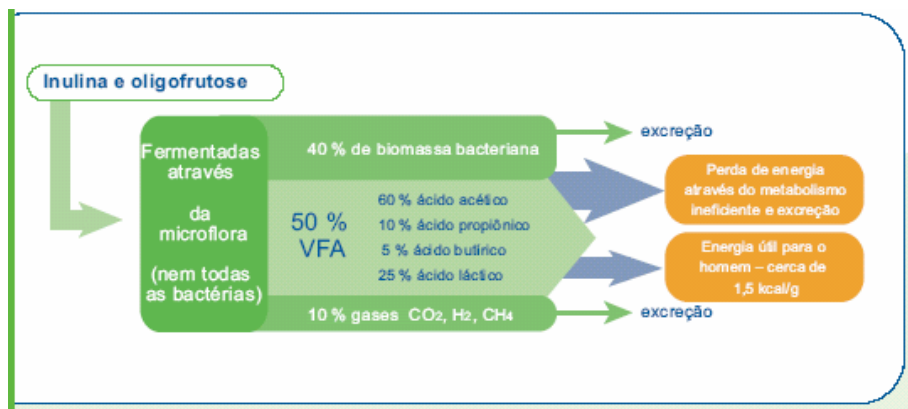 Inulina e oligofrutose
Fermentadas
através
da
microflora
(nem todas
as bactérias)
40 % de biomassa bacteriana
50 %
VFA
60 % ácido acético
10 % ácido propiônico
5 % ácido butírico
25 % ácido láctico
10 % gases CO2, H2, CH4
excreção
Perda de energia
através do metabolismo
ineficiente e excreção
Energia útil para o
homem – cerca de
1,5 kcal/g
excreção